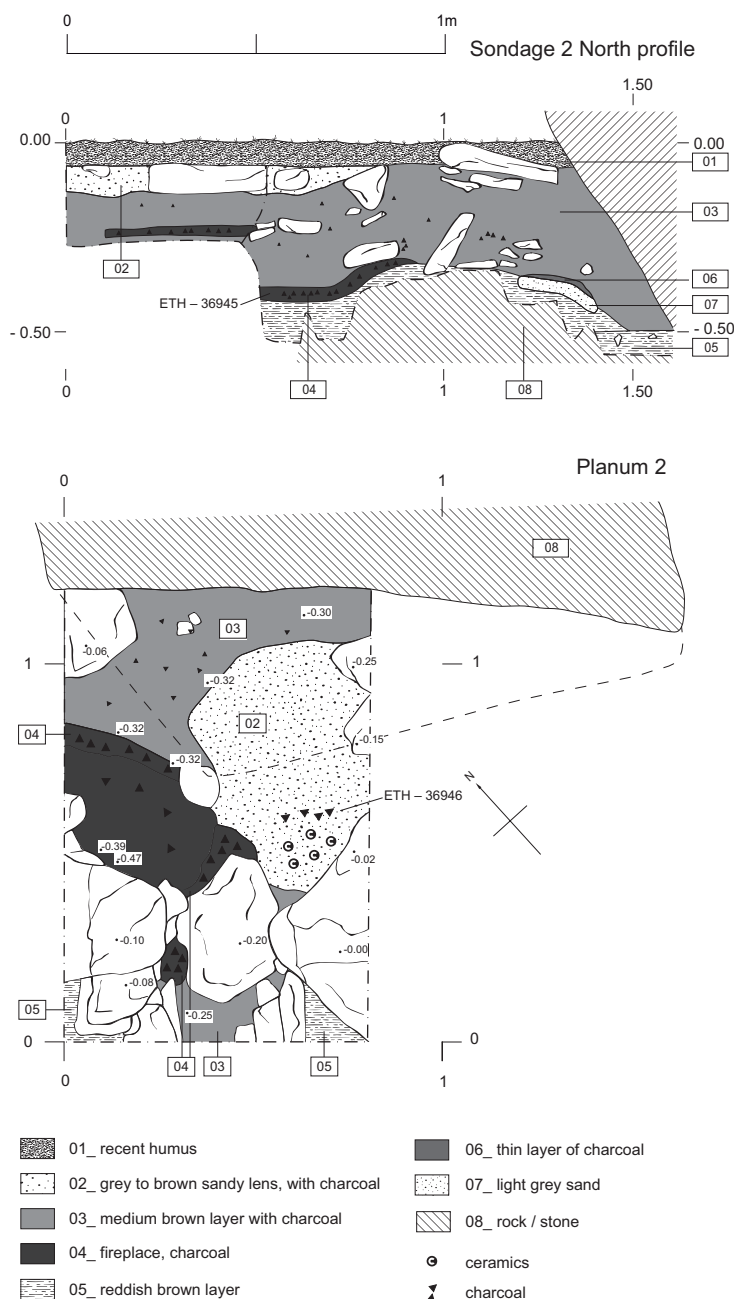 0 1m
Sondage 2 North profile
1.50
0 1
0.00 0.00
01
03
02
06
ETH – 36945
07
- 0.50 - 0.50
05
04 08
0 1 1.50
Planum 2
0 1
08
-0.30
03
-0.06
1 -0.25 1
-0.32
02
04 -0.32
-0.15
-0.32
ETH – 36946
N
-0.39
-0.47 -0.02
-0.10 -0.20 -0.00
-0.08
05
-0.25
0 0
04 03 05
0 1
01_ recent humus
02_ grey to brown sandy lens, with charcoal
03_ medium brown layer with charcoal
04_ fireplace, charcoal
05_ reddish brown layer
06_ thin layer of charcoal
07_ light grey sand
08_ rock / stone
ceramics
charcoal